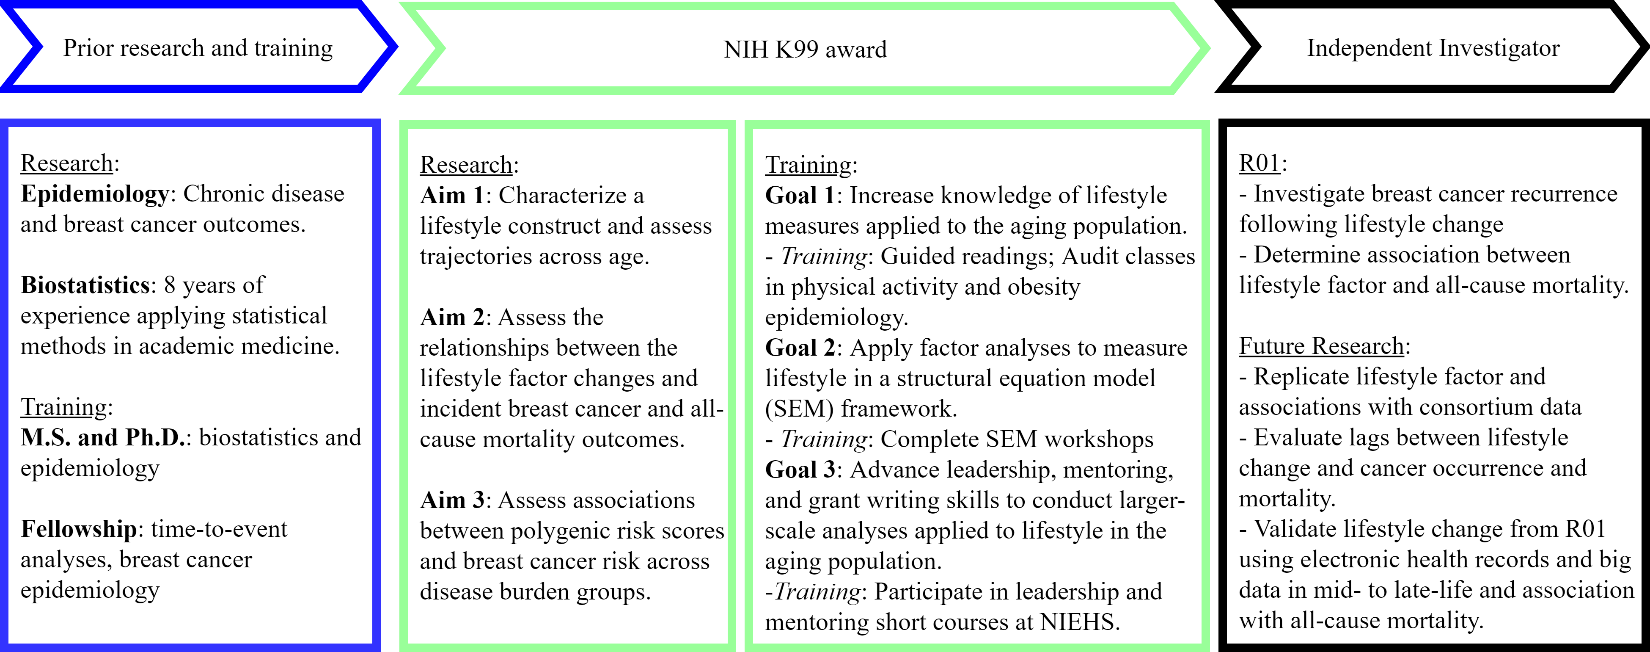 Prior research and training
NIH K99 award
Independent Investigator
Research:
Epidemiology: Chronic disease
and breast cancer outcomes.
Biostatistics: 8 years of
experience applying statistical
methods in academic medicine.
Training:
M.S. and Ph.D.: biostatistics and
epidemiology
Fellowship: time-to-event
analyses, breast cancer
epidemiology
Research:
Aim 1: Characterize a
lifestyle construct and assess
trajectories across age.
Aim 2: Assess the
relationships between the
lifestyle factor changes and
incident breast cancer and all-
cause mortality outcomes.
Aim 3: Assess associations
between polygenic risk scores
and breast cancer risk across
disease burden groups.
Training:
Goal 1: Increase knowledge of lifestyle
measures applied to the aging population.
- Training: Guided readings; Audit classes
in physical activity and obesity
epidemiology.
Goal 2: Apply factor analyses to measure
lifestyle in a structural equation model
(SEM) framework.
- Training: Complete SEM workshops
Goal 3: Advance leadership, mentoring,
and grant writing skills to conduct larger-
scale analyses applied to lifestyle in the
aging population.
-Training: Participate in leadership and
mentoring short courses at NIEHS.
R01:
- Investigate breast cancer recurrence
following lifestyle change
- Determine association between
lifestyle factor and all-cause mortality.
Future Research:
- Replicate lifestyle factor and
associations with consortium data
- Evaluate lags between lifestyle
change and cancer occurrence and
mortality.
- Validate lifestyle change from R01
using electronic health records and big
data in mid- to late-life and association
with all-cause mortality.